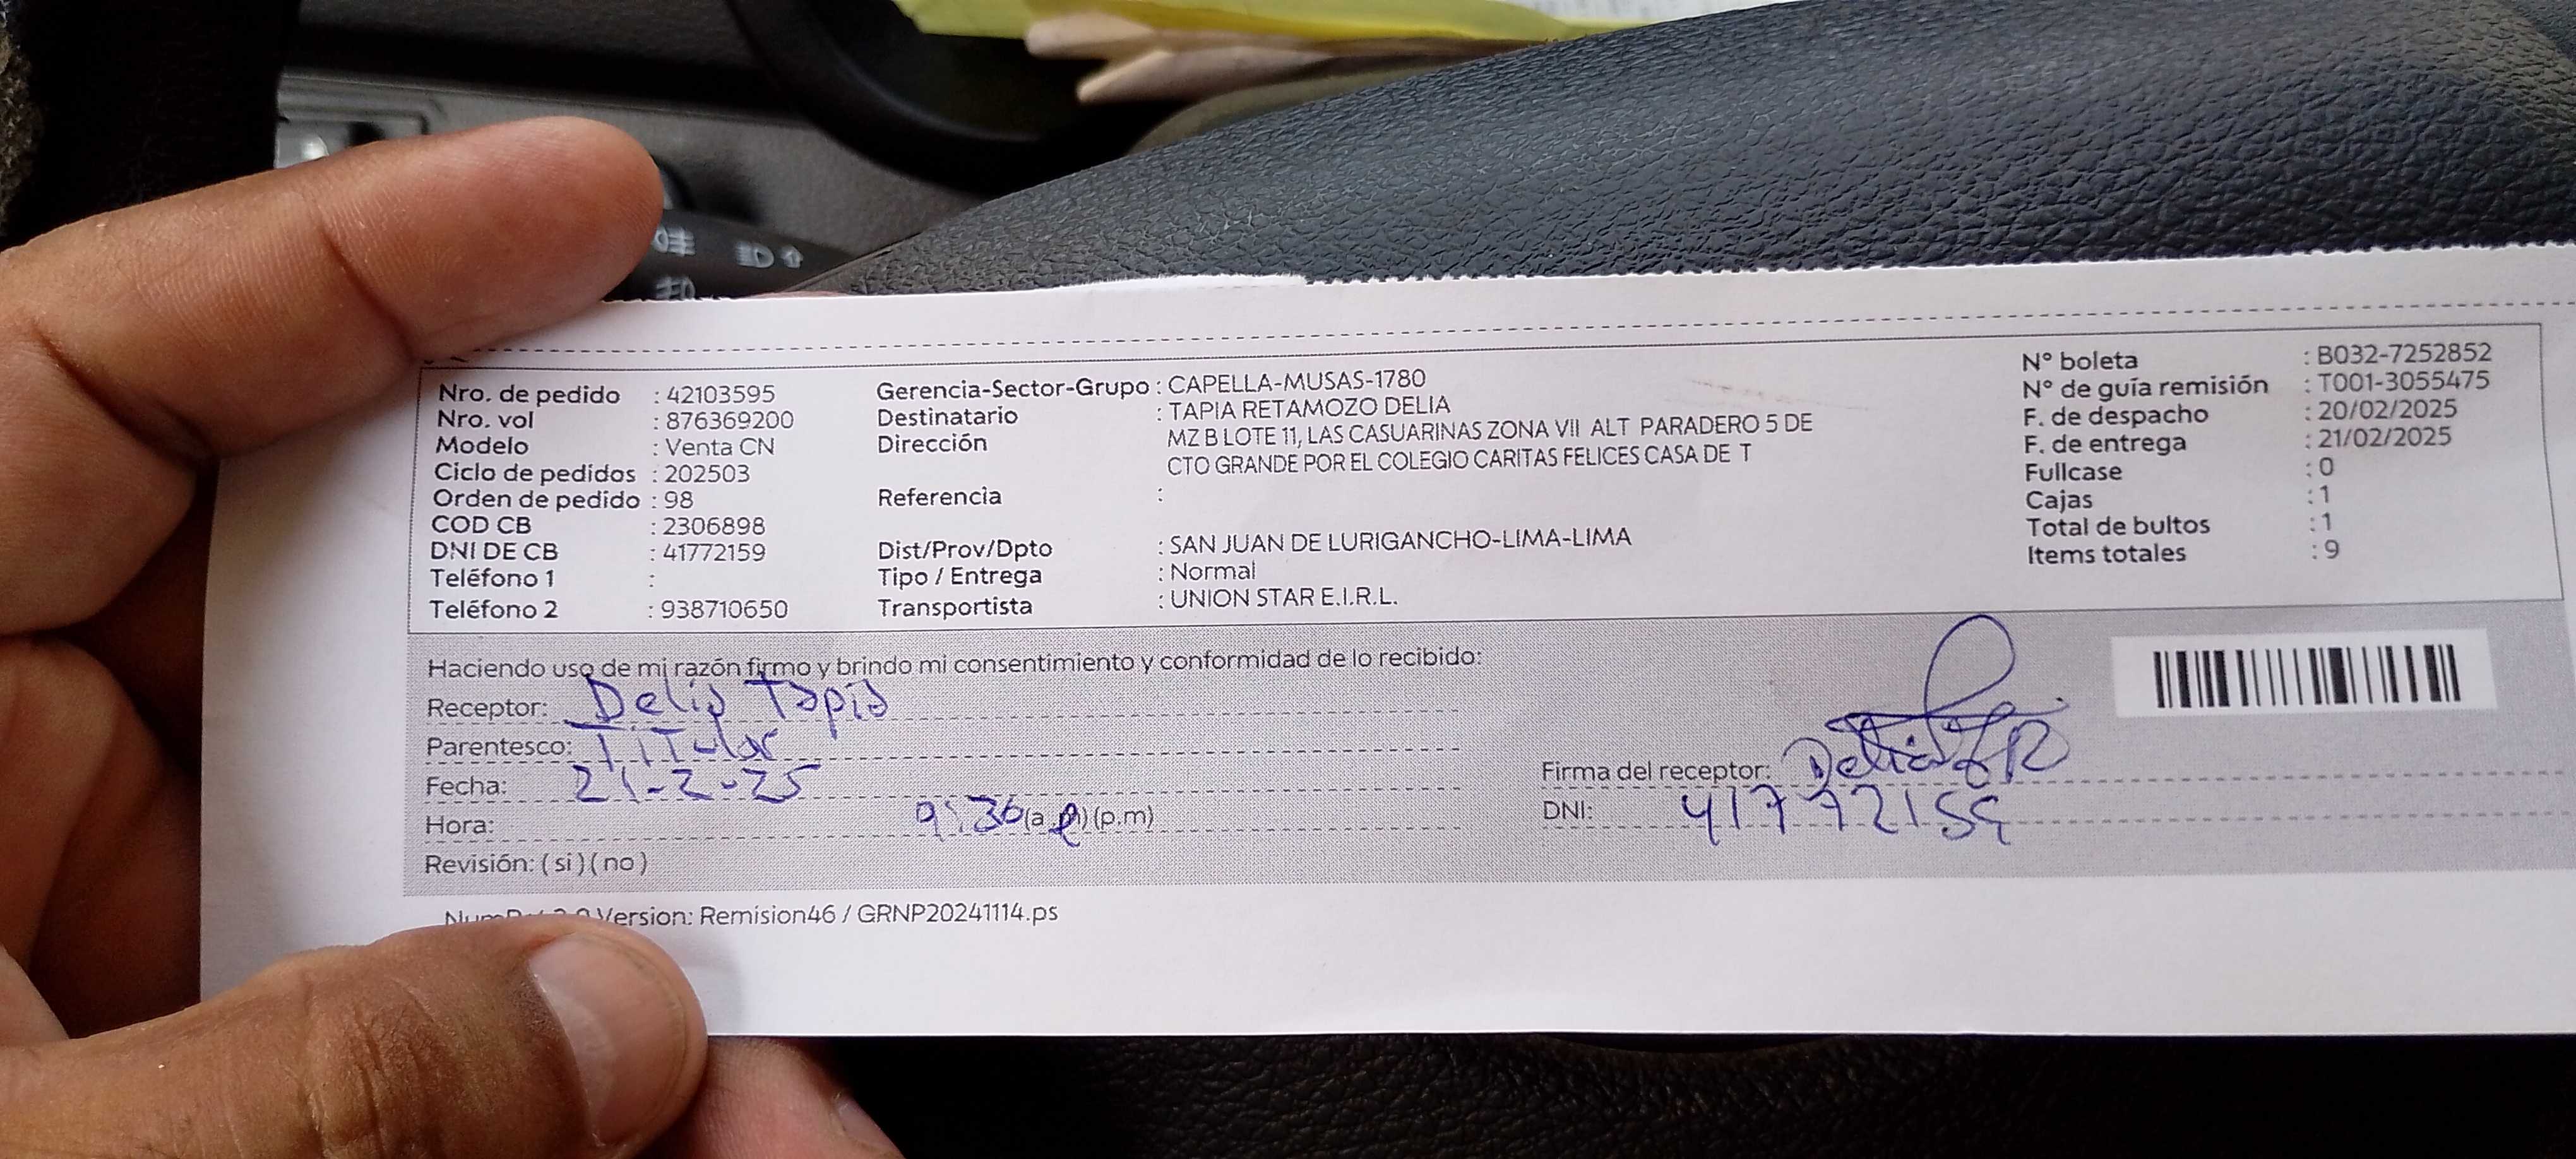 Nro. de pedido : 42103595
Nro. vol : 876369200
Modelo : Venta CN
Ciclo de pedidos : 202503
Orden de pedido : 98
COD CB : 2306898
DNI DE CB : 41772159
Teléfono 1 :
Teléfono 2 : 938710650
Gerencia-Sector-Grupo : CAPELLA-MUSAS-1780
Destinatario : TAPIA RETAMOZO DELIA
Dirección MZ B LOTE 11, LAS CASUARINAS ZONA VII ALT PARADERO 5 DE
CTO GRANDE POR EL COLEGIO CARITAS FELICES CASA DE T
Referencia :
Dist/Prov/Dpto : SAN JUAN DE LURIGANCHO-LIMA-LIMA
Tipo / Entrega : Normal
Transportista : UNION STAR E.I.R.L.
N° boleta : B032-7252852
N° de guía remisión : T001-3055475
F. de despacho : 20/02/2025
F. de entrega : 21/02/2025
Fullcase : 0
Cajas : 1
Total de bultos : 1
Items totales : 9
Haciendo uso de mi razón firmo y brindo mi consentimiento y conformidad de lo recibido:
Receptor: Delia Tapia
Parentesco: Titular
Fecha: 21-2-25
Hora: 9:30 (a.m) (p.m)
Revisión: (si) (no)
Firma del receptor: Delia
DNI: 41772159
Version: Remision46 / GRNP20241114.ps